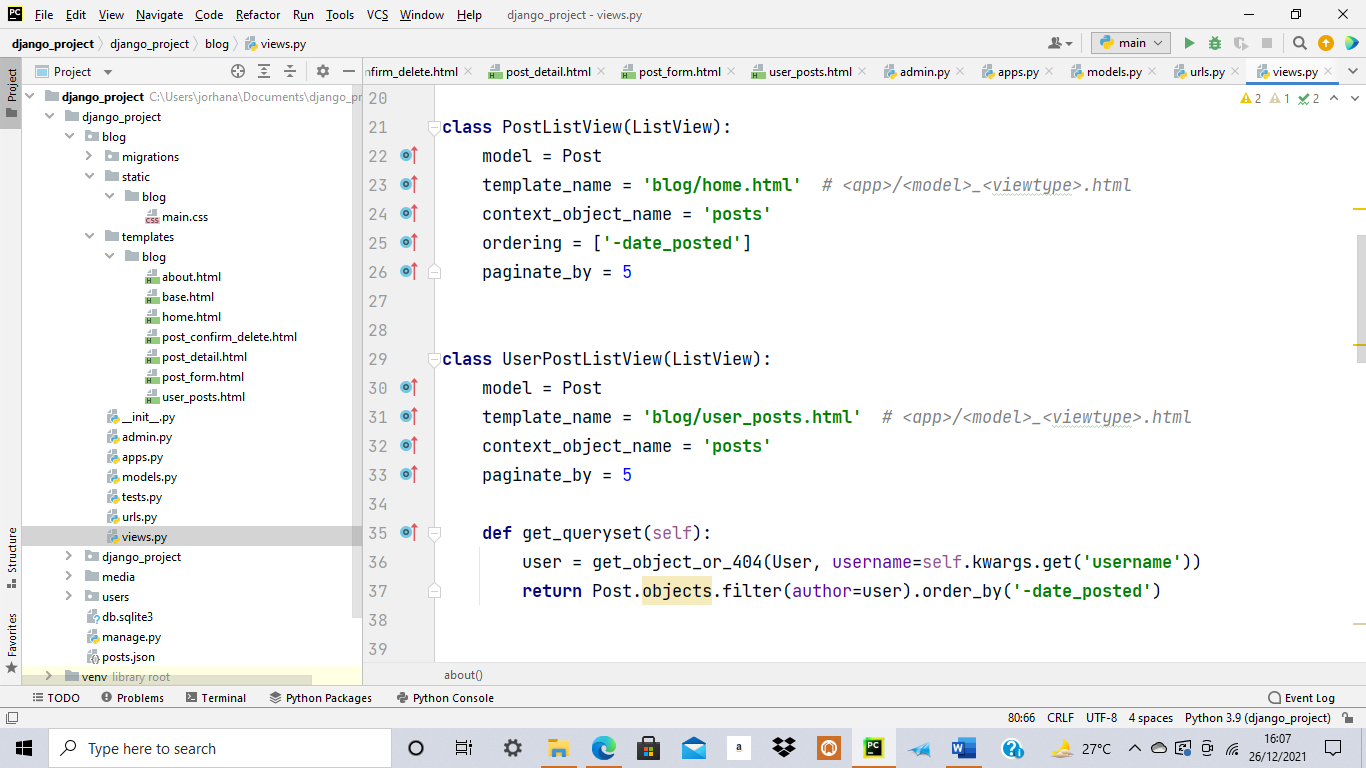 File Edit View Navigate Code Refactor Run Tools VCS Window Help django_project - views.py
django_project django_project blog views.py main
Project nfirm_delete.html post_detail.html post_form.html user_posts.html admin.py apps.py models.py urls.py views.py
Project
Structure
Favorites
django_project C:\Users\jorhana\Documents\django_pr
django_project
blog
migrations
static
blog
main.css
templates
blog
about.html
base.html
home.html
post_confirm_delete.html
post_detail.html
post_form.html
user_posts.html
__init__.py
admin.py
apps.py
models.py
tests.py
urls.py
views.py
django_project
media
users
db.sqlite3
manage.py
posts.json
venv library root
2 1 2
20
21 class PostListView(ListView):
22 model = Post
23 template_name = 'blog/home.html' # <app>/<model>_<viewtype>.html
24 context_object_name = 'posts'
25 ordering = ['-date_posted']
26 paginate_by = 5
27
28
29 class UserPostListView(ListView):
30 model = Post
31 template_name = 'blog/user_posts.html' # <app>/<model>_<viewtype>.html
32 context_object_name = 'posts'
33 paginate_by = 5
34
35 def get_queryset(self):
36 user = get_object_or_404(User, username=self.kwargs.get('username'))
37 return Post.objects.filter(author=user).order_by('-date_posted')
38
39
about()
TODO Problems Terminal Python Packages Python Console Event Log
80:66 CRLF UTF-8 4 spaces Python 3.9 (django_project)
Type here to search 27°C 16:07
26/12/2021